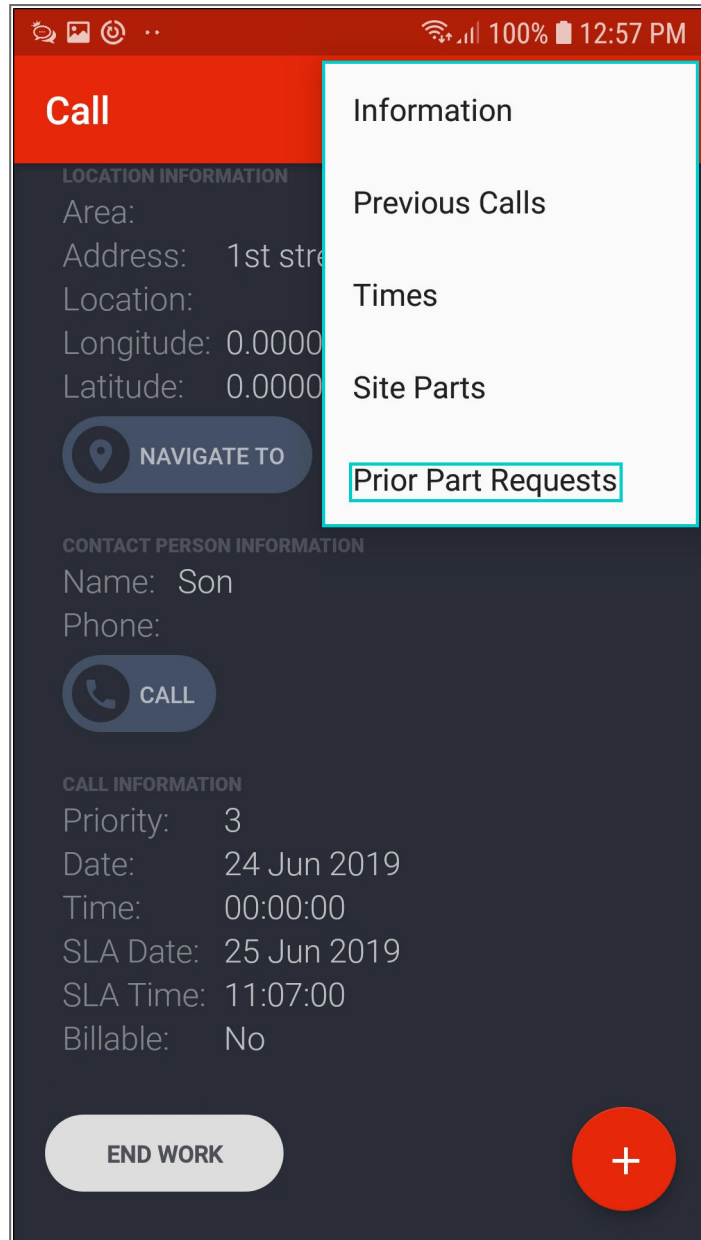 100% 12:57 PM
Call
Information
Previous Calls
Times
Site Parts
Prior Part Requests
LOCATION INFORMATION
Area:
Address: 1st stre
Location:
Longitude: 0.0000
Latitude: 0.0000
NAVIGATE TO
CONTACT PERSON INFORMATION
Name: Son
Phone:
CALL
CALL INFORMATION
Priority: 3
Date: 24 Jun 2019
Time: 00:00:00
SLA Date: 25 Jun 2019
SLA Time: 11:07:00
Billable: No
END WORK
+